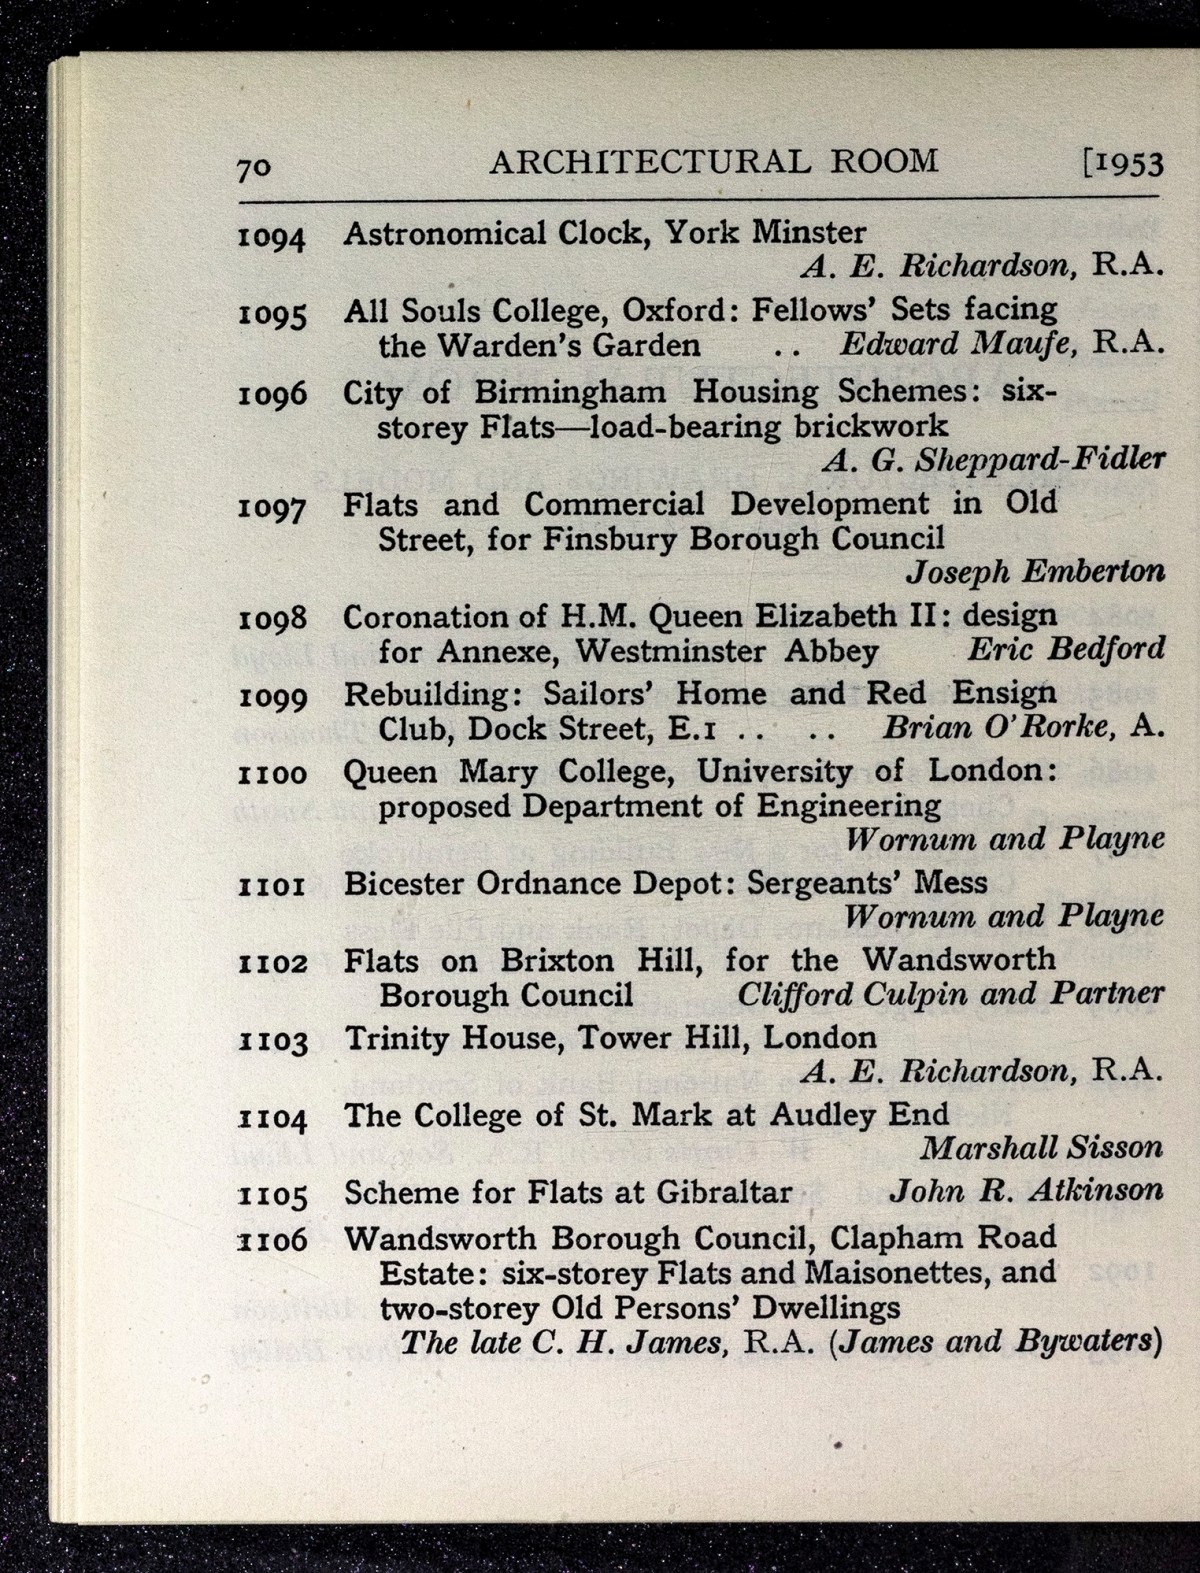 70 ARCHITECTURAL ROOM [1953
1094 Astronomical Clock, York Minster
A. E. Richardson, R.A.
1095 All Souls College, Oxford: Fellows' Sets facing
the Warden's Garden .. Edward Maufe, R.A.
1096 City of Birmingham Housing Schemes: six-
storey Flats—load-bearing brickwork
A. G. Sheppard-Fidler
1097 Flats and Commercial Development in Old
Street, for Finsbury Borough Council
Joseph Emberton
1098 Coronation of H.M. Queen Elizabeth II: design
for Annexe, Westminster Abbey Eric Bedford
1099 Rebuilding: Sailors' Home and Red Ensign
Club, Dock Street, E.1 .. .. Brian O'Rorke, A.
1100 Queen Mary College, University of London:
proposed Department of Engineering
Wornum and Playne
1101 Bicester Ordnance Depot: Sergeants' Mess
Wornum and Playne
1102 Flats on Brixton Hill, for the Wandsworth
Borough Council Clifford Culpin and Partner
1103 Trinity House, Tower Hill, London
A. E. Richardson, R.A.
1104 The College of St. Mark at Audley End
Marshall Sisson
1105 Scheme for Flats at Gibraltar John R. Atkinson
1106 Wandsworth Borough Council, Clapham Road
Estate: six-storey Flats and Maisonettes, and
two-storey Old Persons' Dwellings
The late C. H. James, R.A. (James and Bywaters)